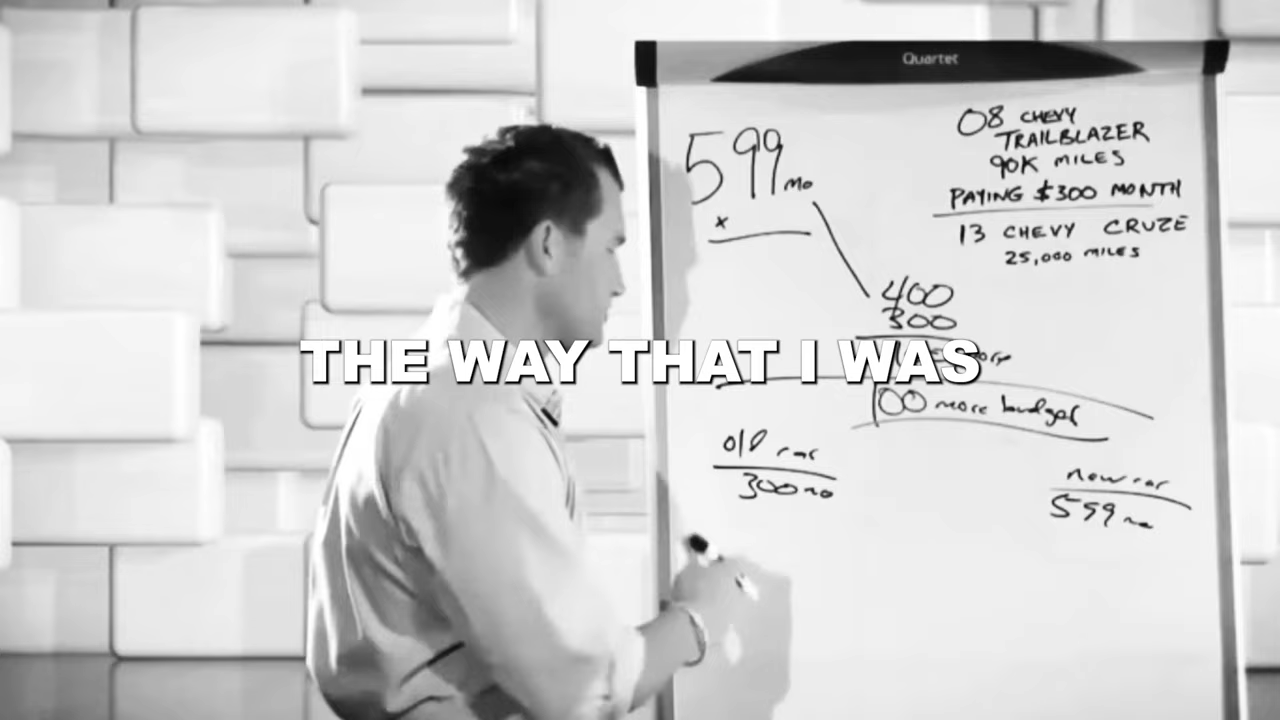 Quartet
599 mo
x
08 CHEVY
TRAILBLAZER
90K MILES
PAYING $300 MONTH
13 CHEVY CRUZE
25,000 MILES
400
300
THE WAY THAT I WAS
100 more budget
old car
300 mo
new car
599 mo